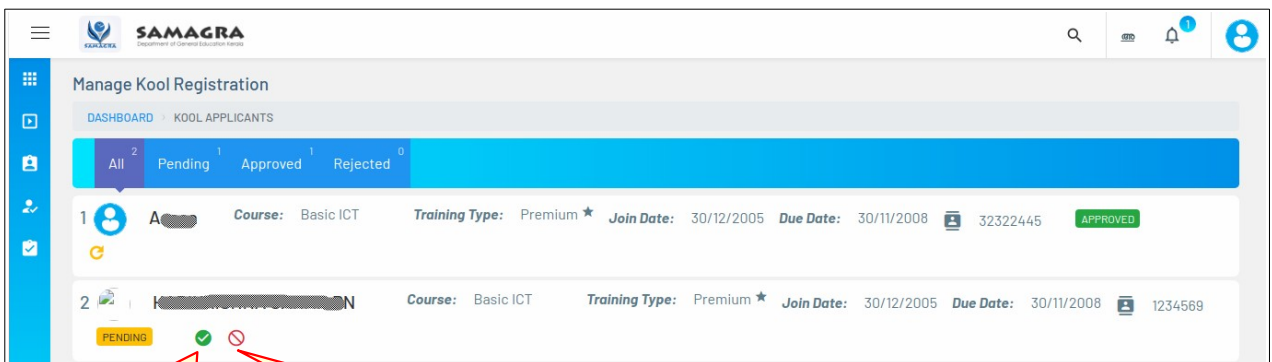 SAMAGRA
SAMAGRA
Department of General Education Kerala
1
Manage Kool Registration
DASHBOARD › KOOL APPLICANTS
All 2 Pending 1 Approved 1 Rejected 0
1 A Course: Basic ICT Training Type: Premium ★ Join Date: 30/12/2005 Due Date: 30/11/2008 32322445 APPROVED
2 N Course: Basic ICT Training Type: Premium ★ Join Date: 30/12/2005 Due Date: 30/11/2008 1234569
PENDING